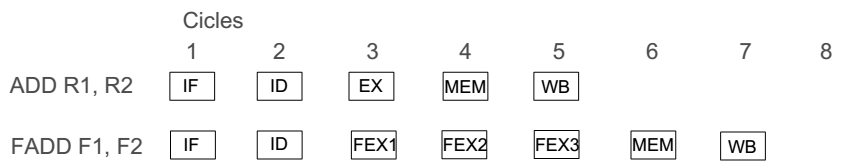 Cicles
1 2 3 4 5 6 7 8
ADD R1, R2 IF ID EX MEM WB
FADD F1, F2 IF ID FEX1 FEX2 FEX3 MEM WB